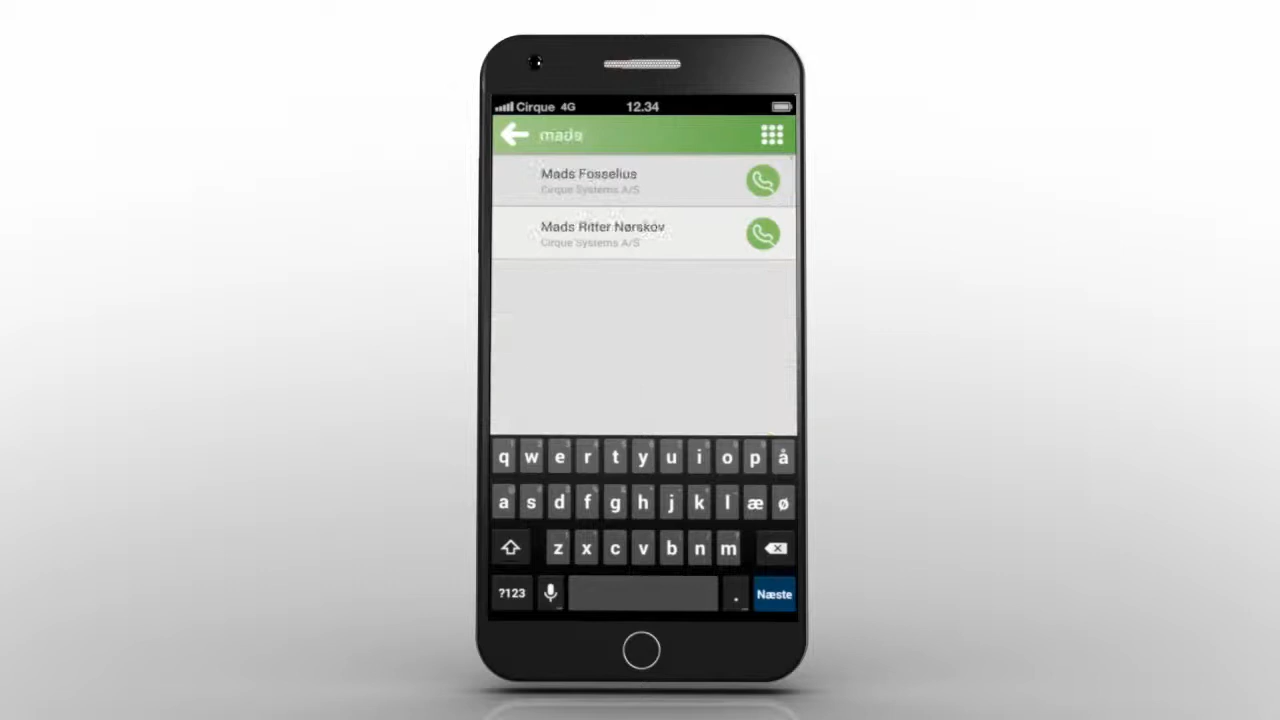 Cirque 4G 12.34
mads
Mads Fosselius
Cirque Systems A/S
Mads Ritter Nørskov
Cirque Systems A/S
q w e r t y u i o p å
a s d f g h j k l æ ø
z x c v b n m
?123 . Næste